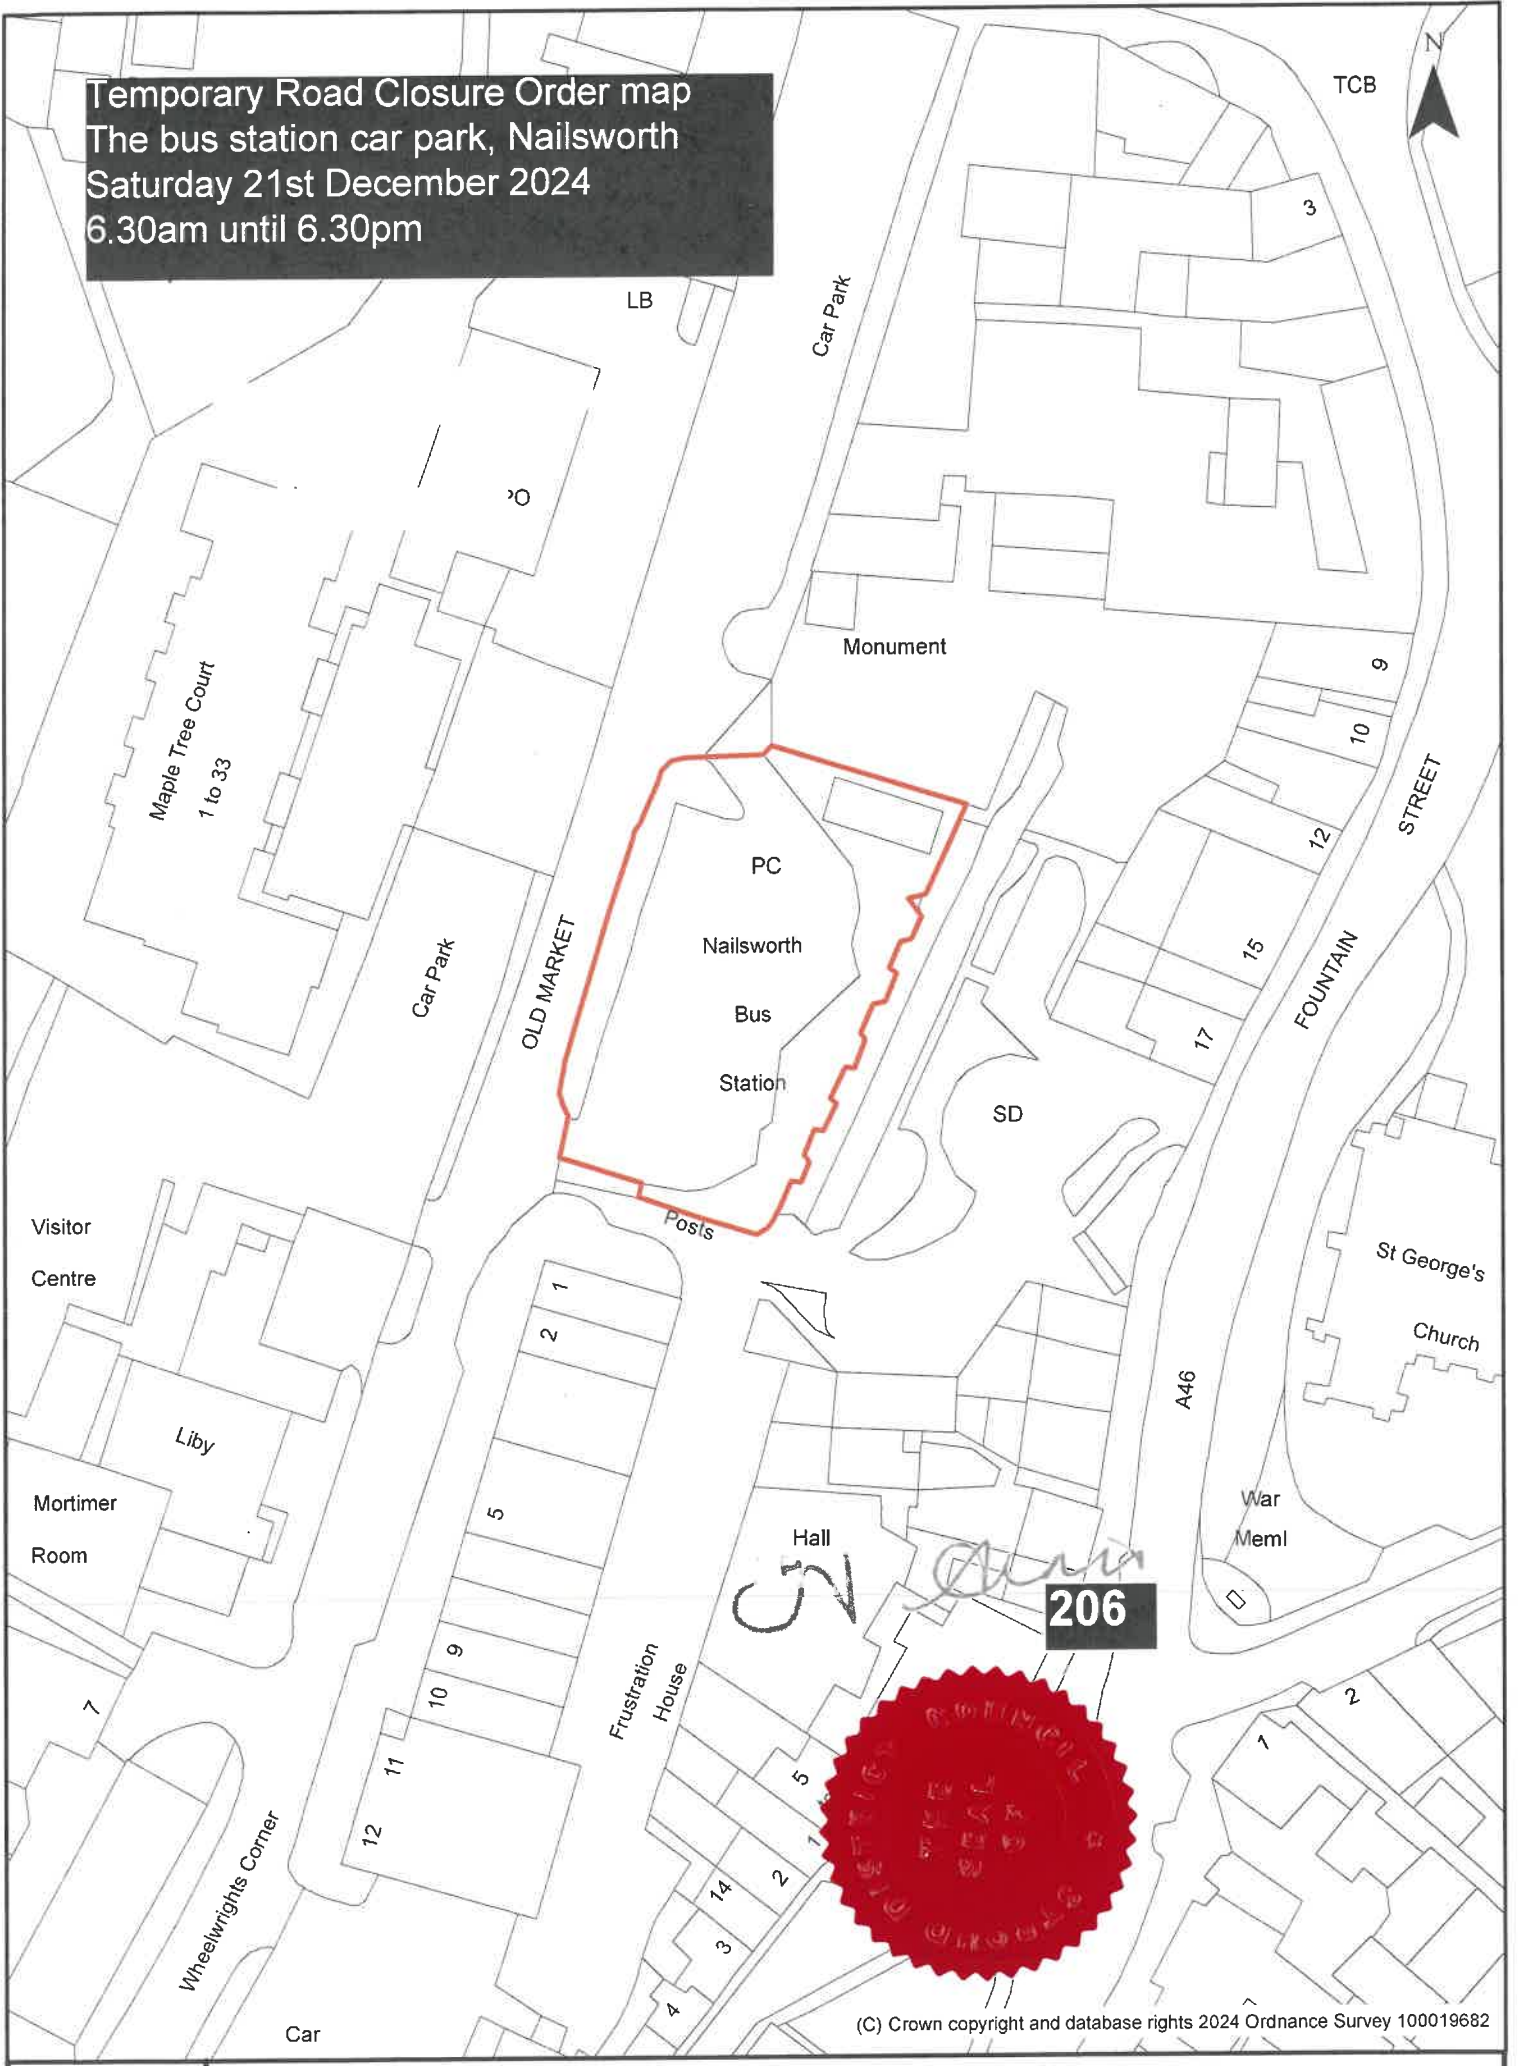 Temporary Road Closure Order map
The bus station car park, Nailsworth
Saturday 21st December 2024
6.30am until 6.30pm
N
TCB
3
LB
Car Park
Monument
9
10
STREET
12
15
FOUNTAIN
17
Maple Tree Court
1 to 33
Car Park
OLD MARKET
PC
Nailsworth
Bus
Station
SD
Posts
Visitor
Centre
St George's
Church
A46
1
2
Liby
Mortimer
Room
5
Hall
War
Meml
206
9
10
Frustration
House
7
11
12
5
1
2
14
3
4
2
1
Wheelwrights Corner
Car
(C) Crown copyright and database rights 2024 Ordnance Survey 100019682